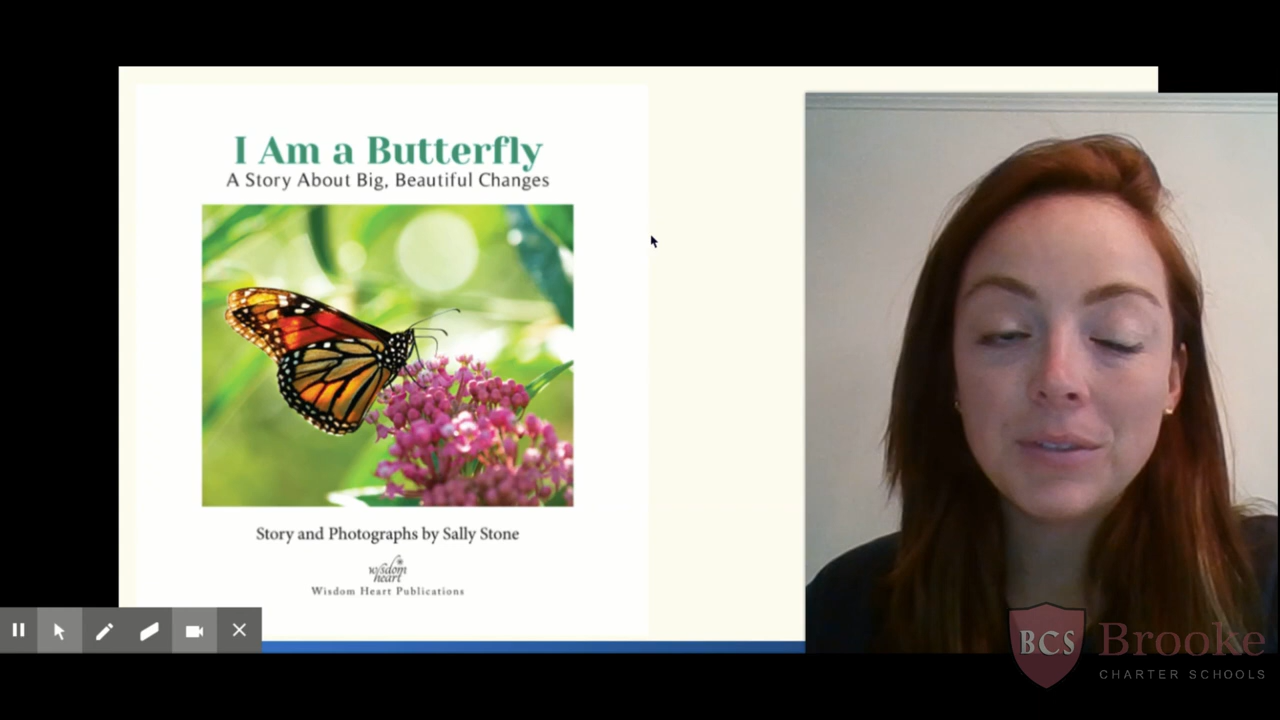 I Am a Butterfly
A Story About Big, Beautiful Changes
Story and Photographs by Sally Stone
wisdom
heart
Wisdom Heart Publications
BCS Brooke
CHARTER SCHOOLS